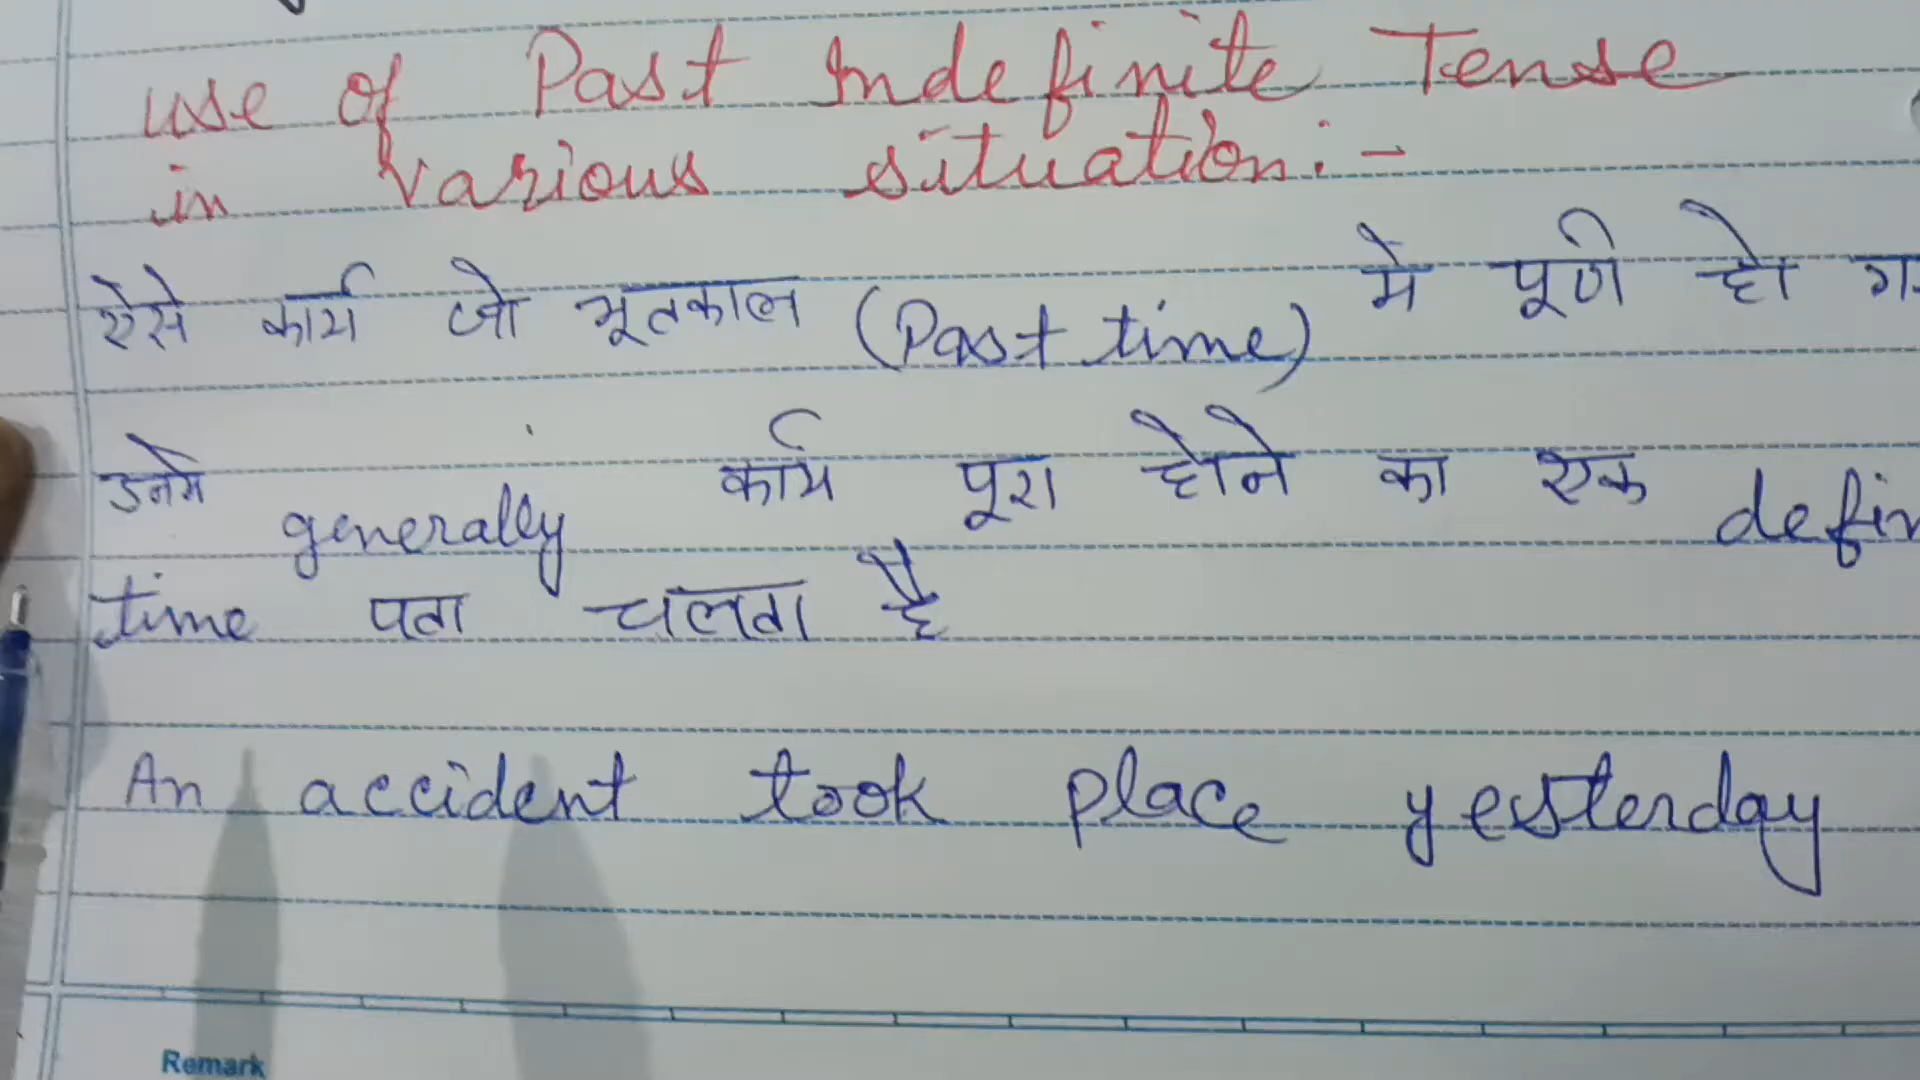 use of Past Indefinite Tense
in various situation:-
ऐसे कार्य जो भूतकाल (Past time) मे पूर्ण हो
उनमे generally कार्य पूरा होने का एक
time पता चलता है
An accident took place yesterday
Remark